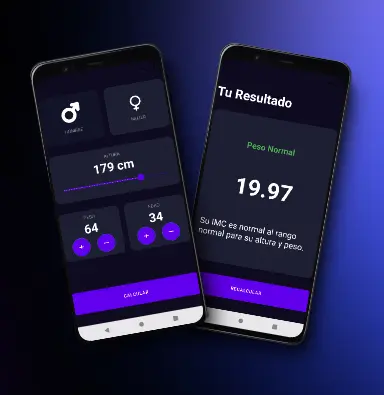 HOMBRE
MUJER
ALTURA
179 cm
PESO
64
EDAD
34
+
−
+
−
CALCULAR
Tu Resultado
Peso Normal
19.97
Su IMC es normal al rango
normal para su altura y peso.
RECALCULAR